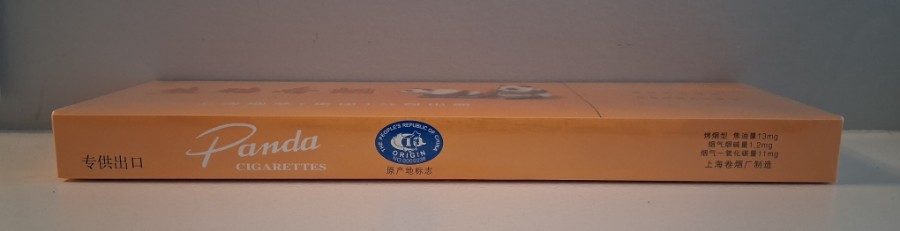 专供出口
Panda
CIGARETTES
THE PEOPLE'S REPUBLIC OF CHINA
CIQ
ORIGIN
原产地标志
烤烟型 焦油量13mg
烟气烟碱量1.2mg
烟气一氧化碳量11mg
上海卷烟厂制造